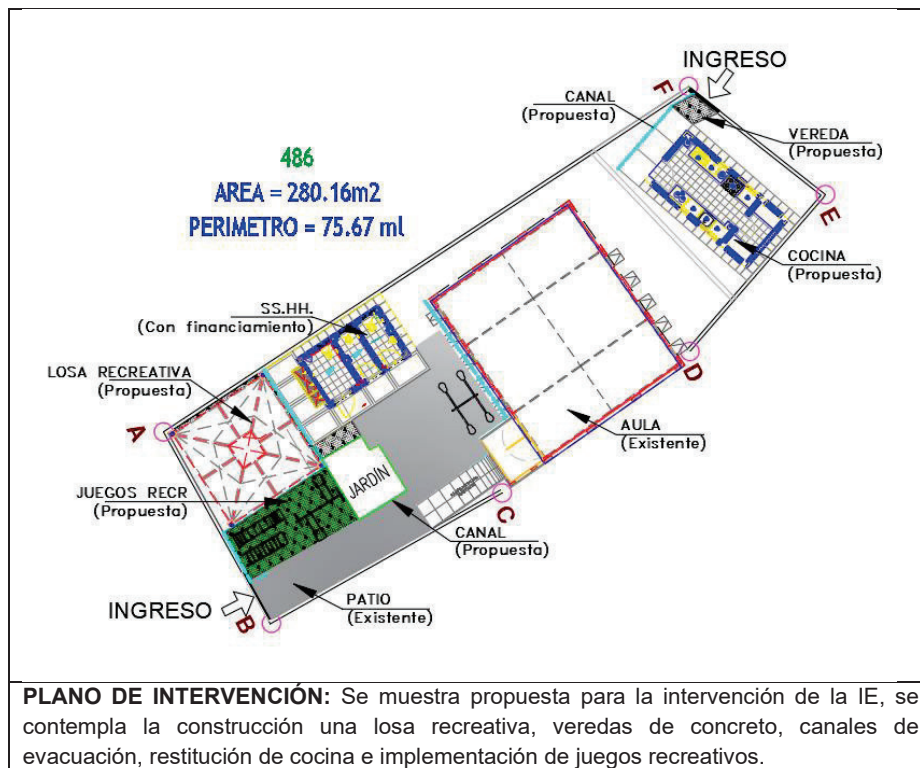 INGRESO
F
CANAL
(Propuesta)
VEREDA
(Propuesta)
486
AREA = 280.16m2
PERIMETRO = 75.67 ml
E
COCINA
(Propuesta)
SS.HH.
(Con financiamiento)
LOSA RECREATIVA
(Propuesta)
D
A
AULA
(Existente)
JARDÍN
JUEGOS RECR
(Propuesta)
C
CANAL
(Propuesta)
INGRESO
B
PATIO
(Existente)
PLANO DE INTERVENCIÓN: Se muestra propuesta para la intervención de la IE, se
contempla la construcción una losa recreativa, veredas de concreto, canales de
evacuación, restitución de cocina e implementación de juegos recreativos.